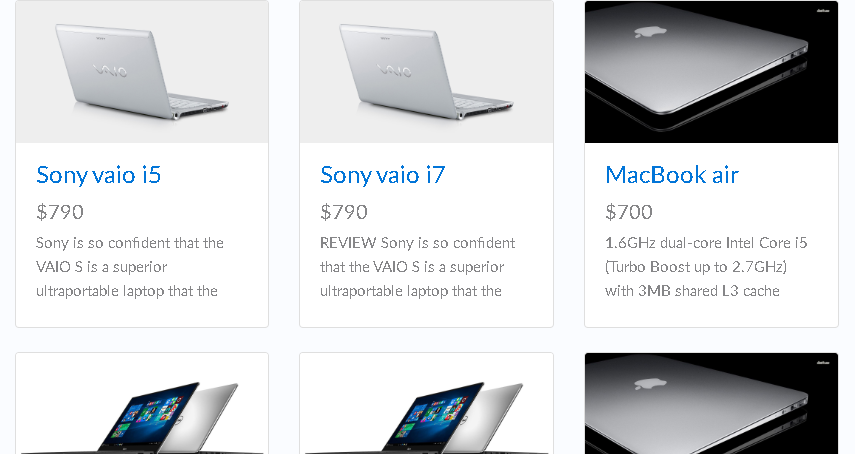 VAIO
VAIO
Sony vaio i5
$790
Sony is so confident that the
VAIO S is a superior
ultraportable laptop that the
Sony vaio i7
$790
REVIEW Sony is so confident
that the VAIO S is a superior
ultraportable laptop that the
MacBook air
$700
1.6GHz dual-core Intel Core i5
(Turbo Boost up to 2.7GHz)
with 3MB shared L3 cache